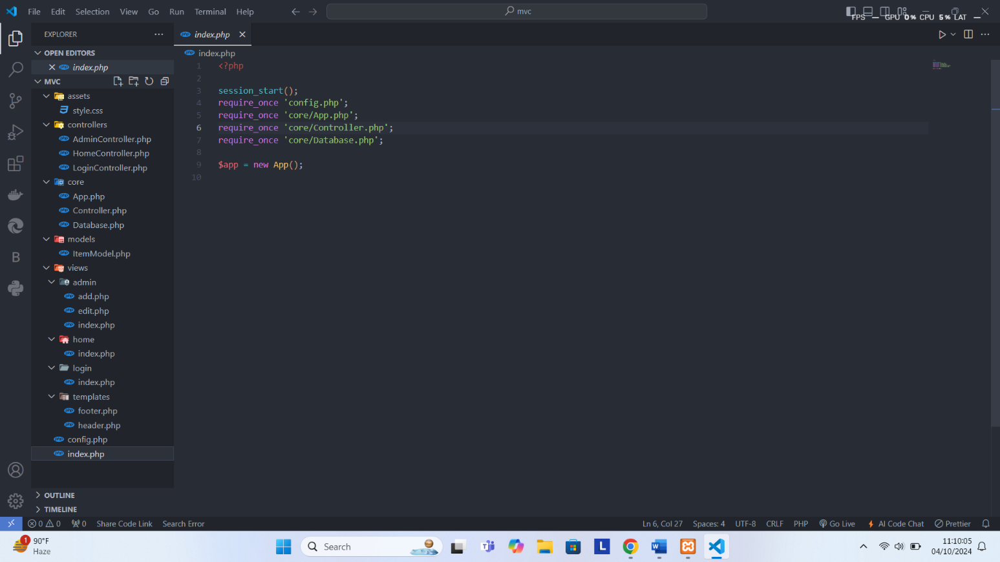 File Edit Selection View Go Run Terminal Help
mvc
FPS — GPU 0% CPU 5% LAT —
EXPLORER
index.php
OPEN EDITORS
index.php
MVC
assets
style.css
controllers
AdminController.php
HomeController.php
LoginController.php
core
App.php
Controller.php
Database.php
models
ItemModel.php
views
admin
add.php
edit.php
index.php
home
index.php
login
index.php
templates
footer.php
header.php
config.php
index.php
OUTLINE
TIMELINE
index.php
1 <?php
2
3 session_start();
4 require_once 'config.php';
5 require_once 'core/App.php';
6 require_once 'core/Controller.php';
7 require_once 'core/Database.php';
8
9 $app = new App();
10
0 0 0 Share Code Link Search Error
Ln 6, Col 27 Spaces: 4 UTF-8 CRLF PHP Go Live AI Code Chat Prettier
1
90°F
Haze
Search
11:10:05
04/10/2024